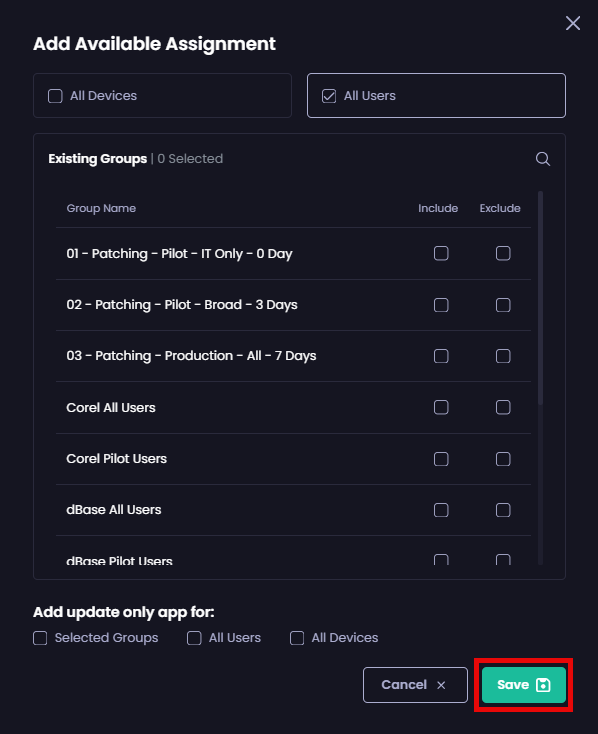 Add Available Assignment
All Devices
All Users
Existing Groups | 0 Selected
Group Name Include Exclude
01 - Patching - Pilot - IT Only - 0 Day
02 - Patching - Pilot - Broad - 3 Days
03 - Patching - Production - All - 7 Days
Corel All Users
Corel Pilot Users
dBase All Users
dBase Pilot Users
Add update only app for:
Selected Groups All Users All Devices
Cancel Save